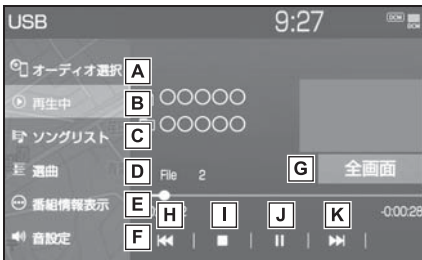 USB
9:27
DCM
DCM
オーディオ選択 A
再生中 B
○○○○○
ソングリスト C
○○○○○
選曲 D
File 2
G 全画面
番組情報表示 E
-0:00:28
音設定 F
H I J K